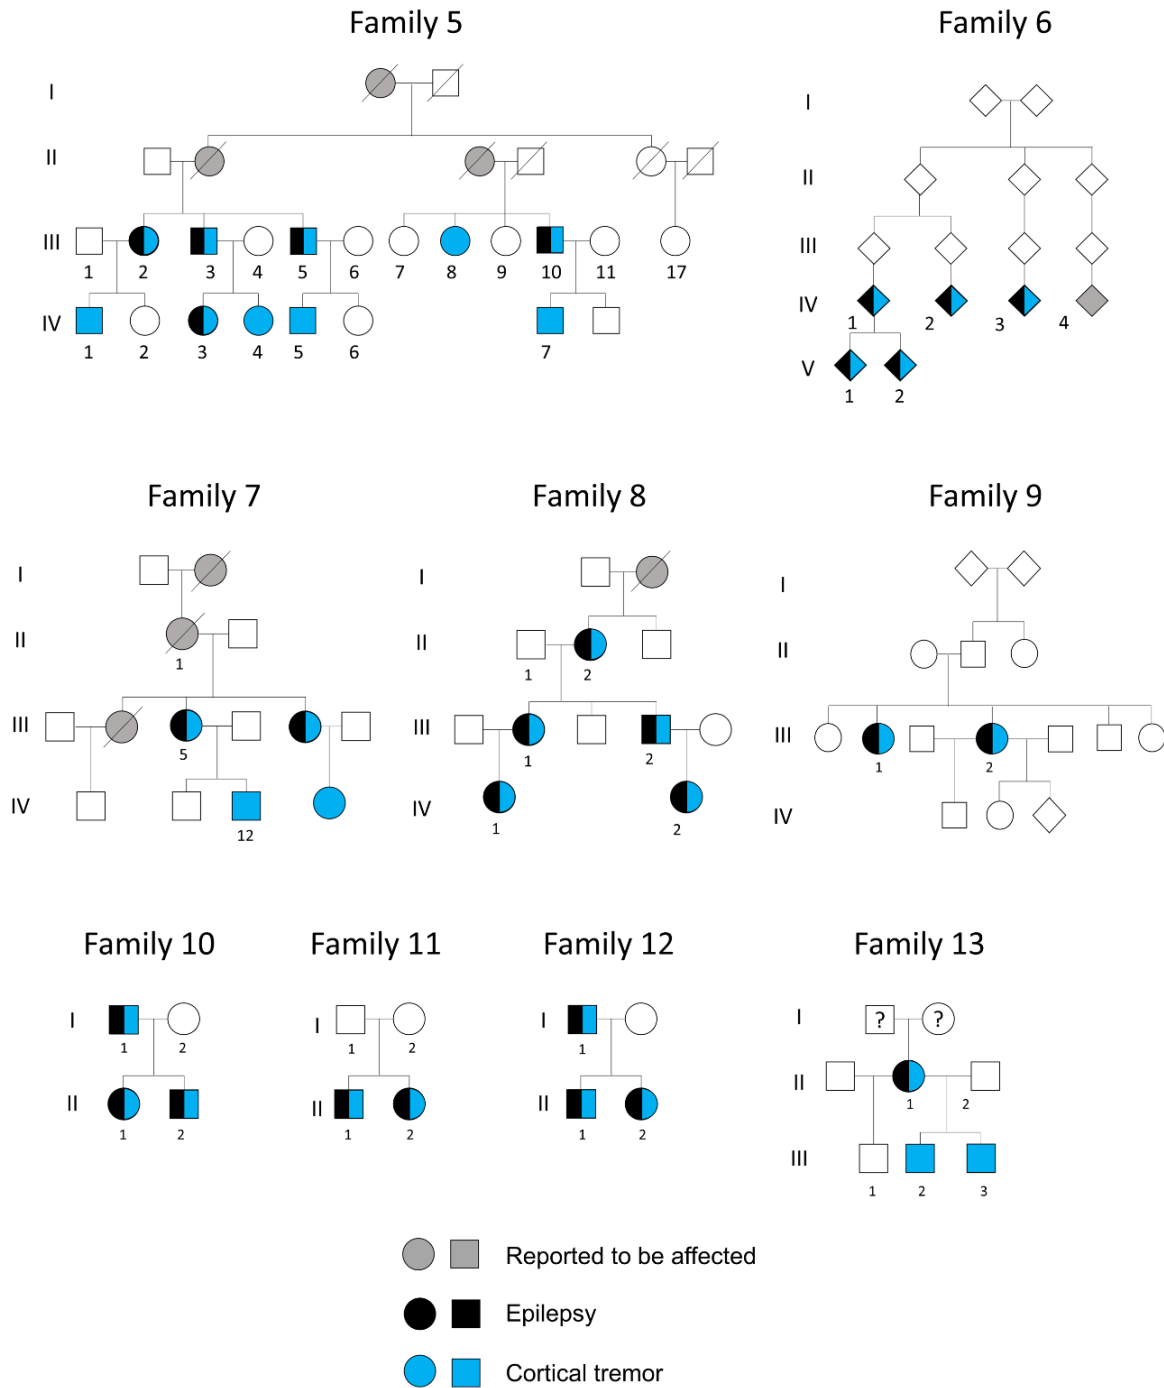 Family 5 Family 6
I I
II II
III III
1 2 3 4 5 6 7 8 9 10 11 17
IV IV
1 2 3 4 5 6 7
1 2 3 4
V
1 2
Family 7 Family 8 Family 9
I I I
II II II
1 1 2
III III III
5 1 2 1 2
IV IV IV
12 1 2
Family 10 Family 11 Family 12 Family 13
I I I I
? ?
1 2 1 2 1
II II II II
1 2 1 2 1 2 1 2
III
1 2 3
Reported to be affected
Epilepsy
Cortical tremor